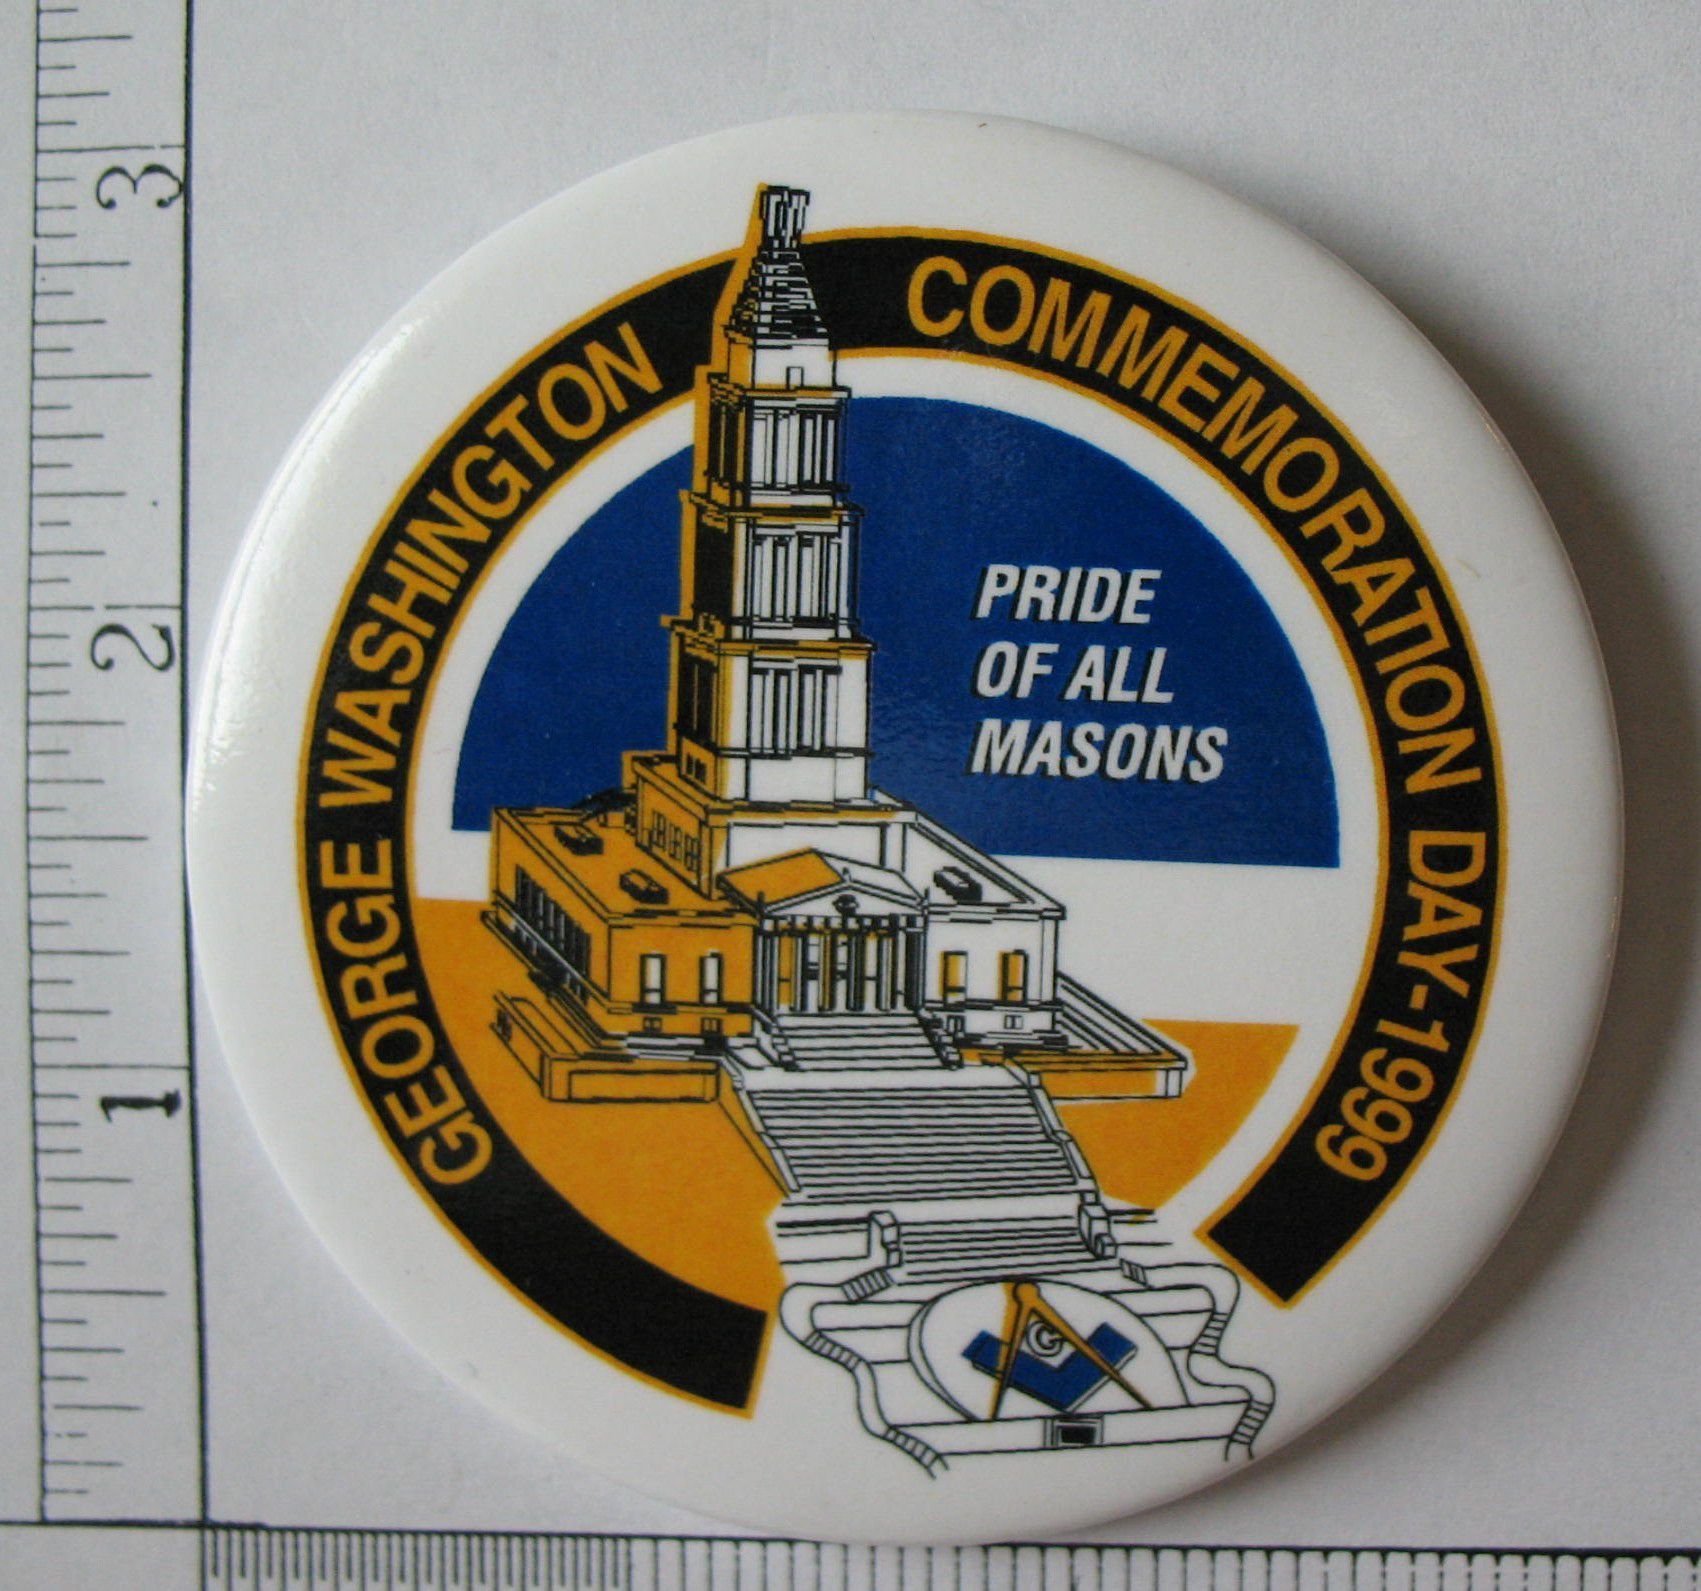 GEORGE WASHINGTON COMMEMORATION DAY-1999
PRIDE
OF ALL
MASONS
G
3
2
1